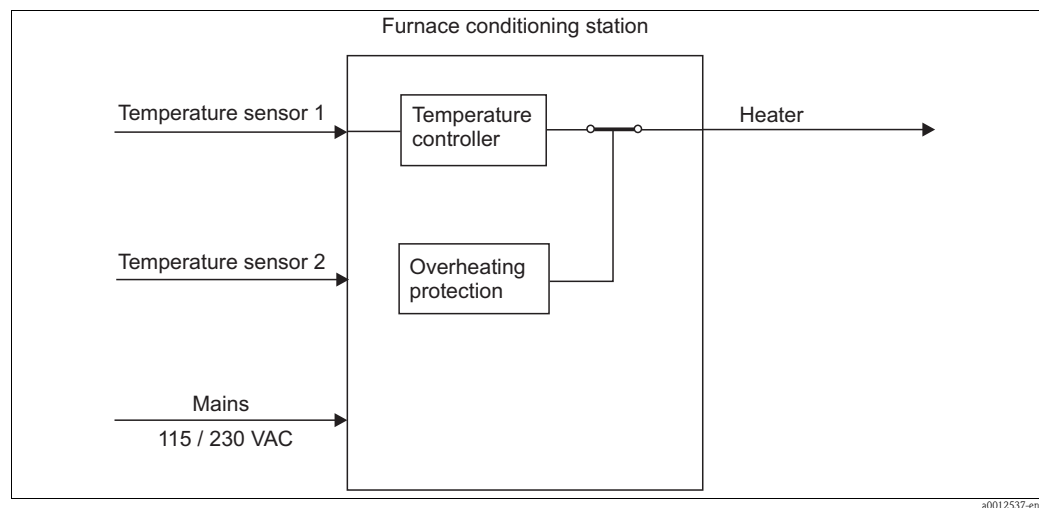 Furnace conditioning station
Temperature sensor 1
Temperature
controller
Heater
Temperature sensor 2
Overheating
protection
Mains
115 / 230 VAC
a0012537-en